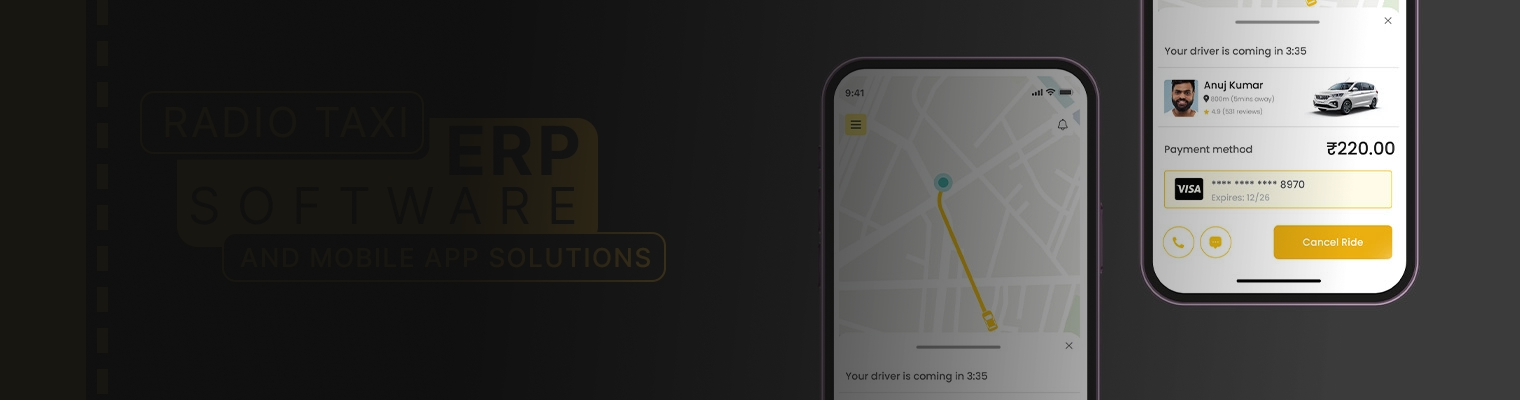 RADIO TAXI
ERP
SOFTWARE
AND MOBILE APP SOLUTIONS
9:41
Your driver is coming in 3:35
Your driver is coming in 3:35
Anuj Kumar
800m (5mins away)
4.9 (531 reviews)
Payment method ₹220.00
VISA **** **** **** 8970
Expires: 12/26
Cancel Ride